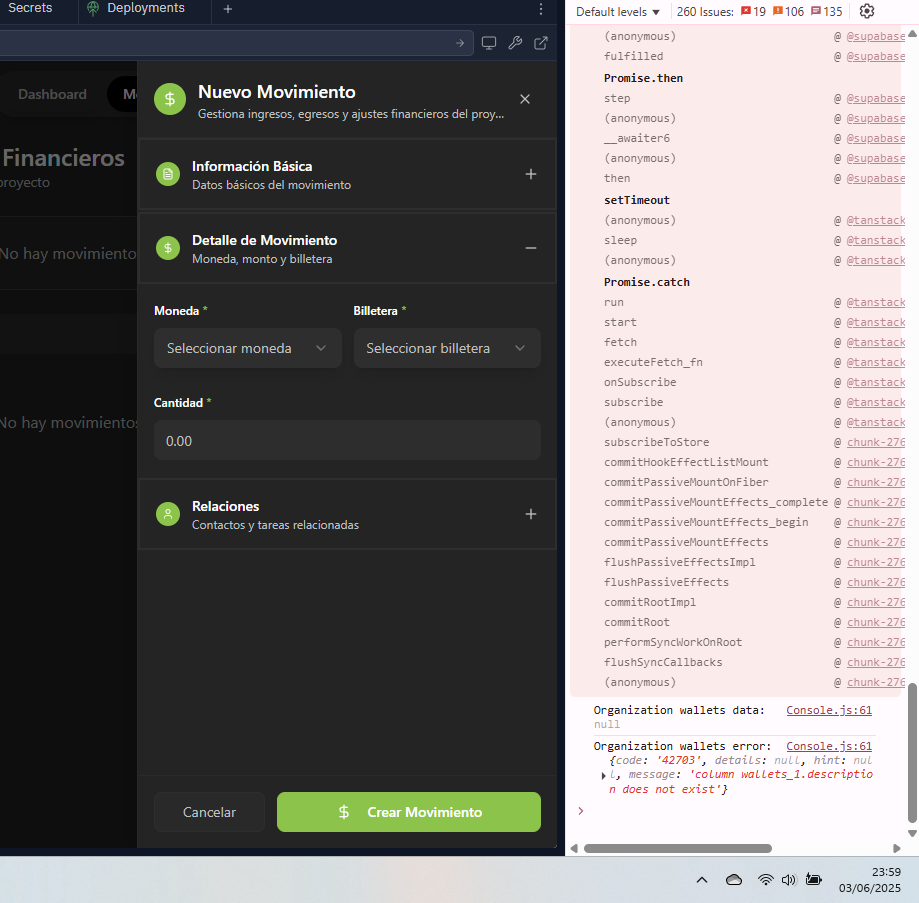 Secrets
Deployments
Default levels
260 Issues:
19
106
135
Dashboard
Nuevo Movimiento
Gestiona ingresos, egresos y ajustes financieros del proy...
Financieros
No hay movimiento
No hay movimientos
Información Básica
Datos básicos del movimiento
Detalle de Movimiento
Moneda, monto y billetera
Moneda *
Billetera *
Seleccionar moneda
Seleccionar billetera
Cantidad *
0.00
Relaciones
Contactos y tareas relacionadas
Cancelar
$ Crear Movimiento
(anonymous) @ @supabase
fulfilled @ @supabase
Promise.then
step @ @supabase
(anonymous) @ @supabase
__awaiter6 @ @supabase
(anonymous) @ @supabase
then @ @supabase
setTimeout
(anonymous) @ @tanstack
sleep @ @tanstack
(anonymous) @ @tanstack
Promise.catch
run @ @tanstack
start @ @tanstack
fetch @ @tanstack
executeFetch_fn @ @tanstack
onSubscribe @ @tanstack
subscribe @ @tanstack
(anonymous) @ @tanstack
subscribeToStore @ chunk-276
commitHookEffectListMount @ chunk-276
commitPassiveMountOnFiber @ chunk-276
commitPassiveMountEffects_complete @ chunk-276
commitPassiveMountEffects_begin @ chunk-276
commitPassiveMountEffects @ chunk-276
flushPassiveEffectsImpl @ chunk-276
flushPassiveEffects @ chunk-276
commitRootImpl @ chunk-276
commitRoot @ chunk-276
performSyncWorkOnRoot @ chunk-276
flushSyncCallbacks @ chunk-276
(anonymous) @ chunk-276
Organization wallets data: Console.js:61
null
Organization wallets error: Console.js:61
{code: '42703', details: null, hint: nul
l, message: 'column wallets_1.descriptio
n does not exist'}
23:59
03/06/2025